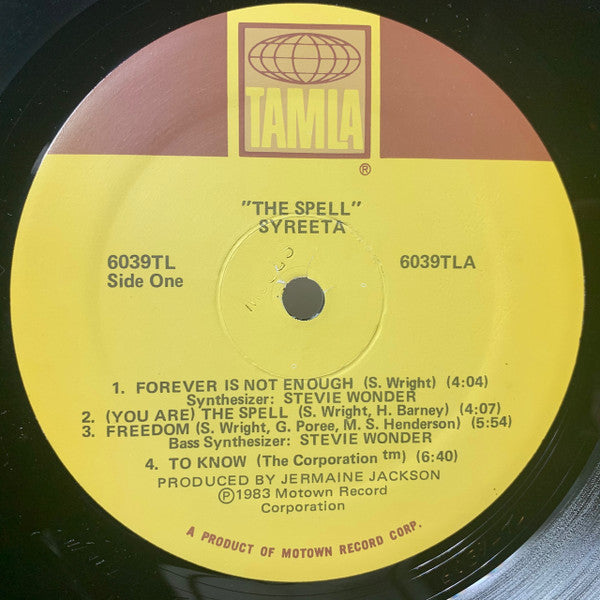 TAMLA
®
"THE SPELL"
SYREETA
6039TL
Side One
6039TLA
1. FOREVER IS NOT ENOUGH (S. Wright) (4:04)
Synthesizer: STEVIE WONDER
2. (YOU ARE) THE SPELL (S. Wright, H. Barney) (4:07)
3. FREEDOM (S. Wright, G. Poree, M. S. Henderson) (5:54)
Bass Synthesizer: STEVIE WONDER
4. TO KNOW (The Corporation tm) (6:40)
PRODUCED BY JERMAINE JACKSON
℗1983 Motown Record
Corporation
A PRODUCT OF MOTOWN RECORD CORP.